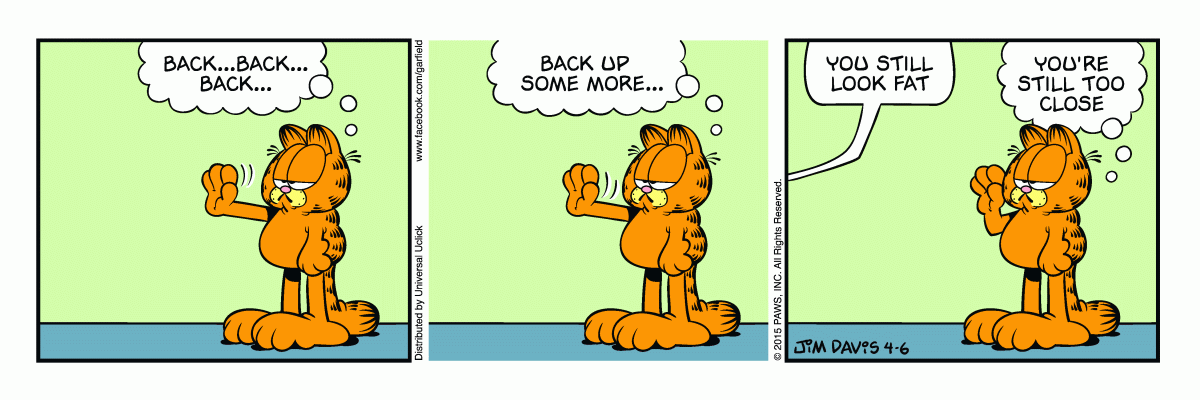 BACK...BACK...
BACK...
www.facebook.com/garfield
Distributed by Universal Uclick
BACK UP
SOME MORE...
© 2015 PAWS, INC. All Rights Reserved.
YOU STILL
LOOK FAT
YOU'RE
STILL TOO
CLOSE
JIM DAVIS 4-6